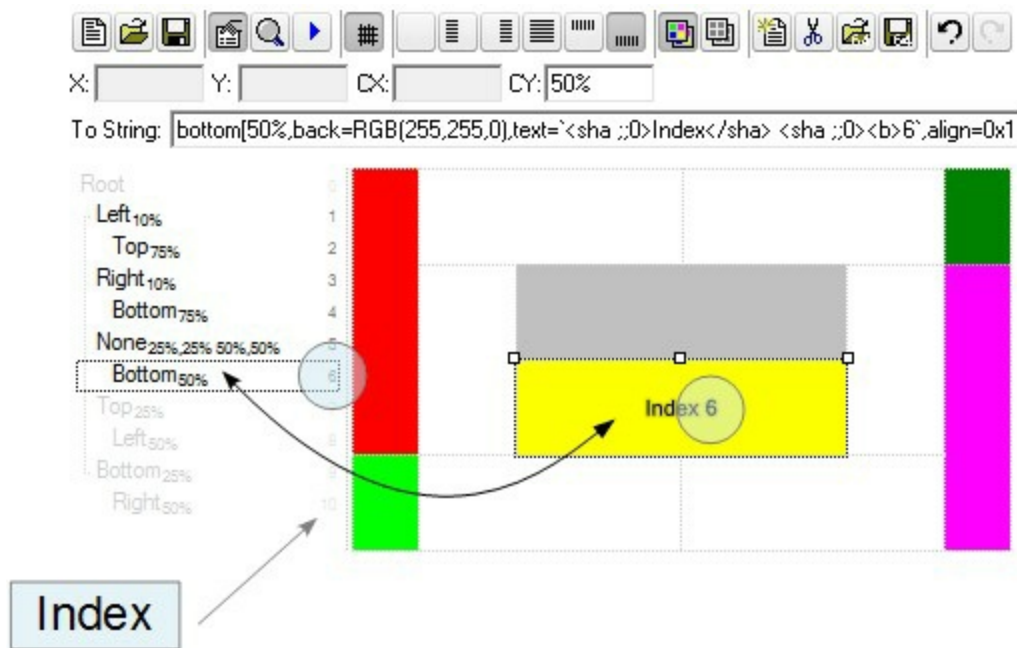 X: Y: CX: CY: 50%
To String: bottom[50%,back=RGB(255,255,0),text=`<sha ;;0>Index</sha> <sha ;;0><b>6`,align=0x1
Root 0
Left10% 1
Top75% 2
Right10% 3
Bottom75% 4
None25%,25% 50%,50% 5
Bottom50% 6
Top25%
Left50% 8
Bottom25% 9
Right50% 10
Index 6
Index